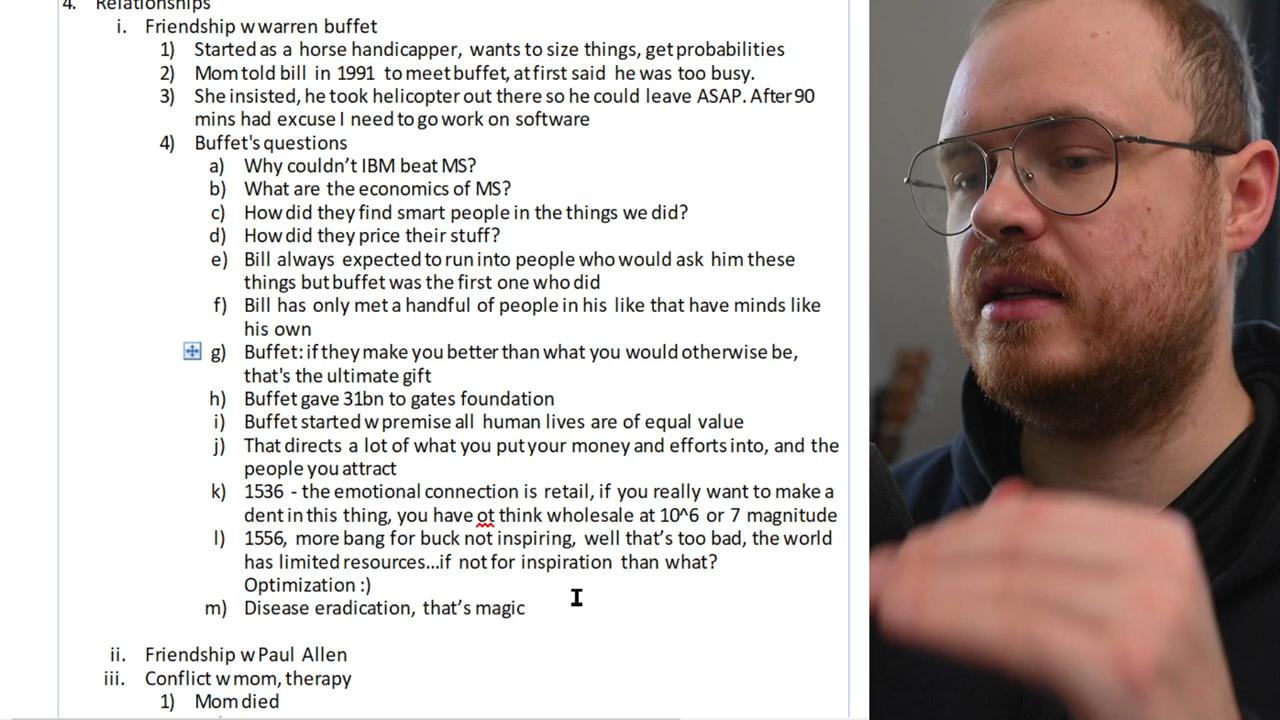 4. Relationships
i. Friendship w warren buffet
1) Started as a horse handicapper, wants to size things, get probabilities
2) Mom told bill in 1991 to meet buffet, at first said he was too busy.
3) She insisted, he took helicopter out there so he could leave ASAP. After 90
mins had excuse I need to go work on software
4) Buffet's questions
a) Why couldn't IBM beat MS?
b) What are the economics of MS?
c) How did they find smart people in the things we did?
d) How did they price their stuff?
e) Bill always expected to run into people who would ask him these
things but buffet was the first one who did
f) Bill has only met a handful of people in his like that have minds like
his own
g) Buffet: if they make you better than what you would otherwise be,
that's the ultimate gift
h) Buffet gave 31bn to gates foundation
i) Buffet started w premise all human lives are of equal value
j) That directs a lot of what you put your money and efforts into, and the
people you attract
k) 1536 - the emotional connection is retail, if you really want to make a
dent in this thing, you have ot think wholesale at 10^6 or 7 magnitude
l) 1556, more bang for buck not inspiring, well that's too bad, the world
has limited resources...if not for inspiration than what?
Optimization :)
m) Disease eradication, that's magic
ii. Friendship w Paul Allen
iii. Conflict w mom, therapy
1) Mom died